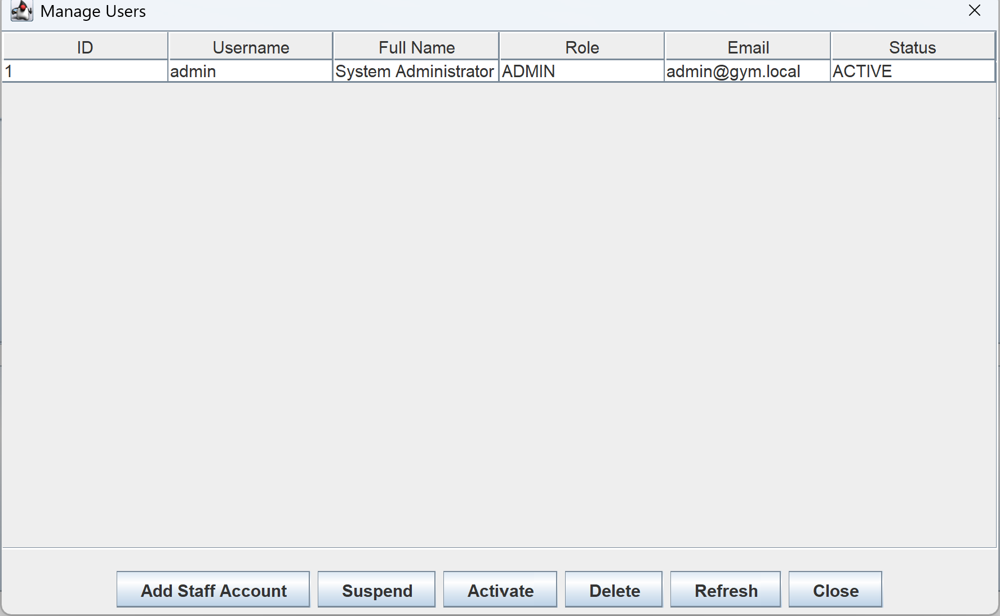 Manage Users
ID Username Full Name Role Email Status
1 admin System Administrator ADMIN admin@gym.local ACTIVE
Add Staff Account Suspend Activate Delete Refresh Close